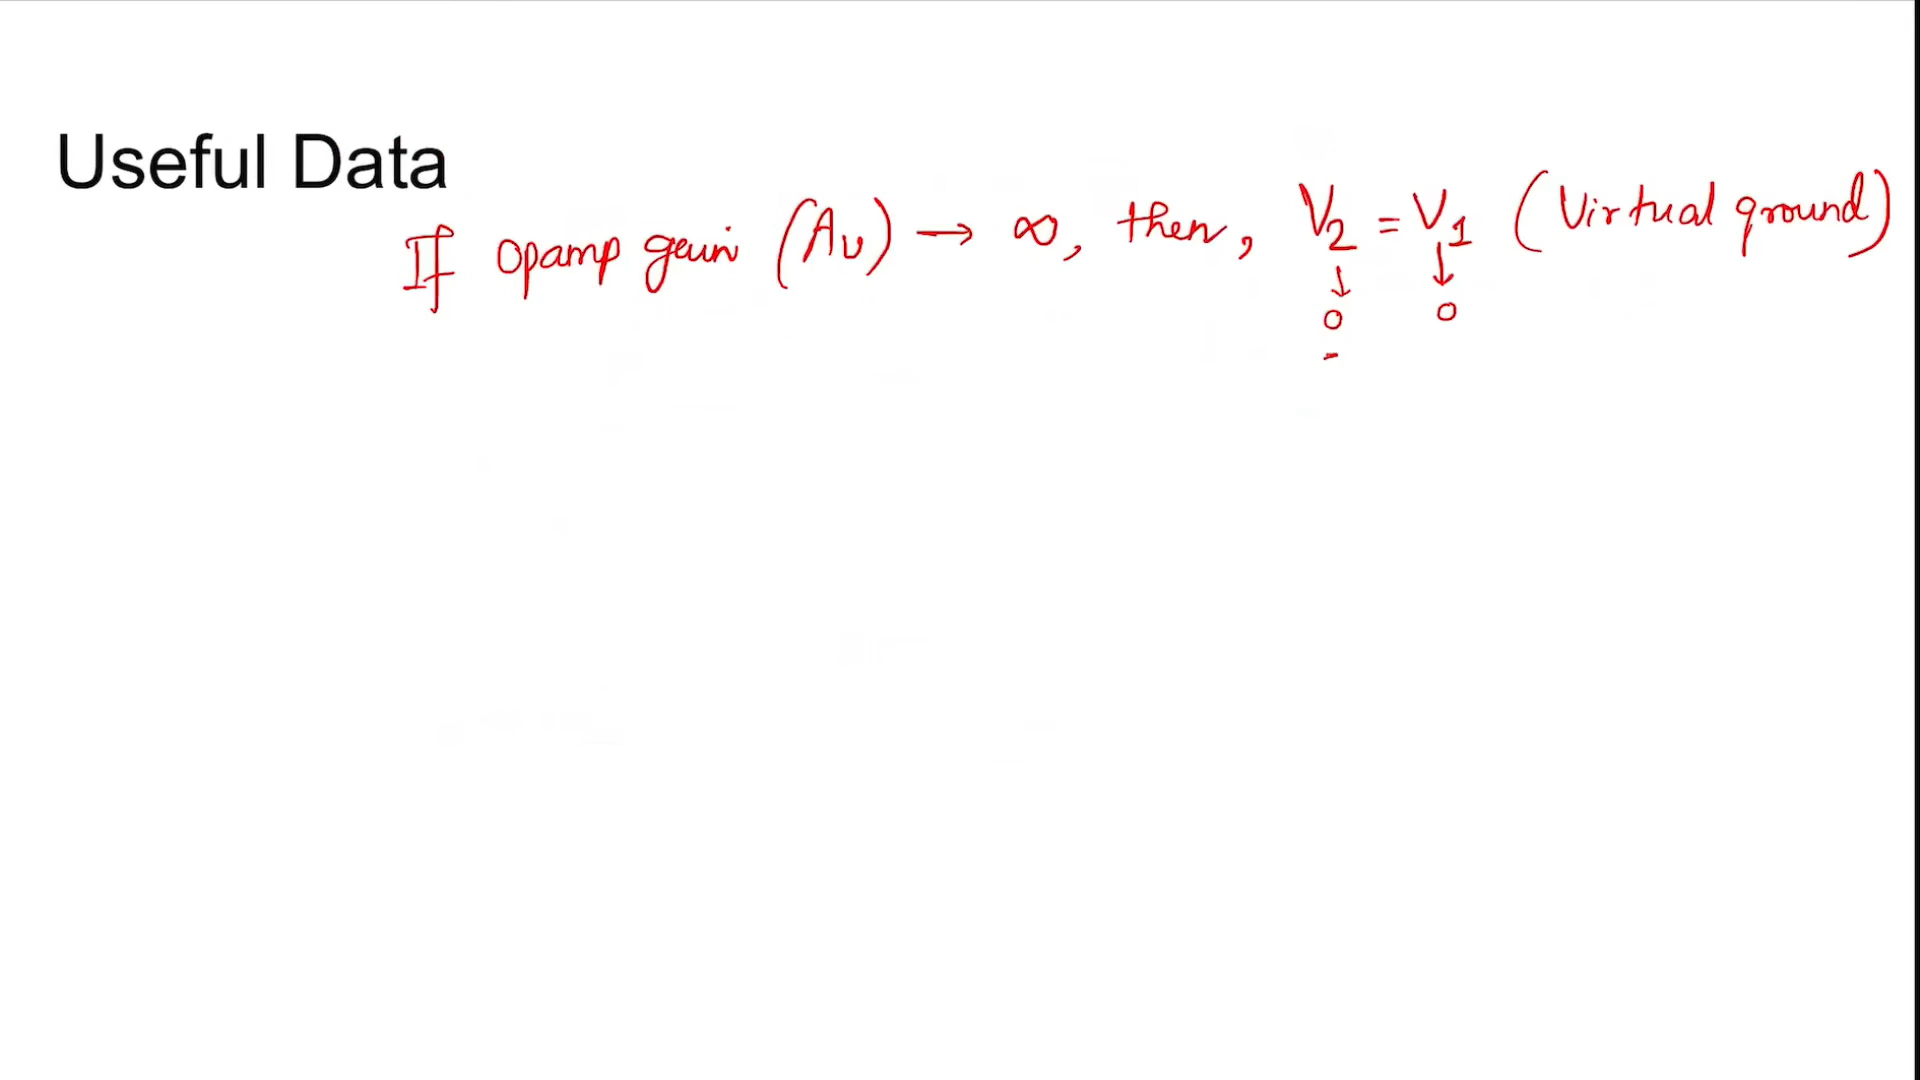 Useful Data
If opamp gain (Av) → ∞, then, V2 = V1 (Virtual ground)
↓ ↓
0 0
-